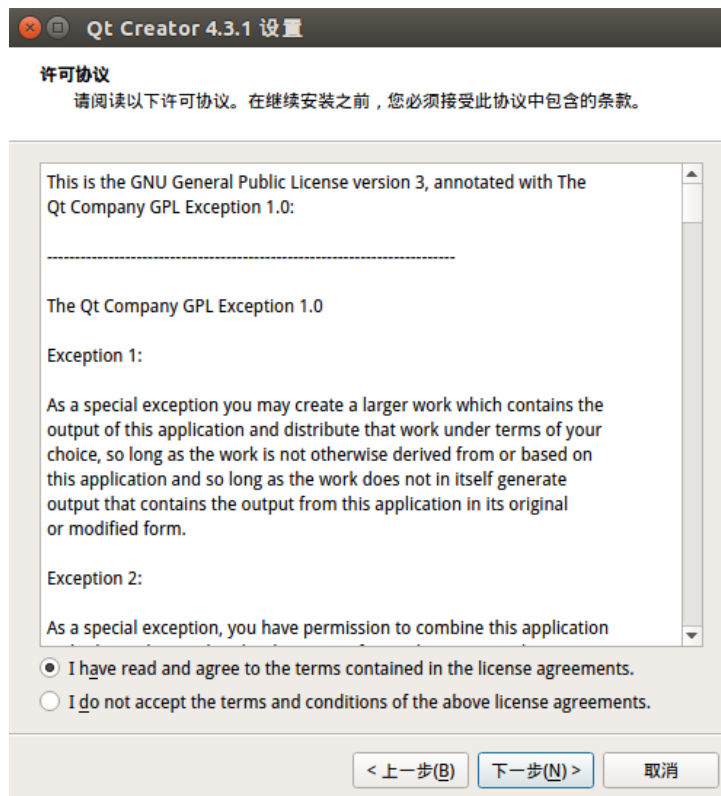 Qt Creator 4.3.1 设置
许可协议
请阅读以下许可协议。在继续安装之前，您必须接受此协议中包含的条款。
This is the GNU General Public License version 3, annotated with The
Qt Company GPL Exception 1.0:
-------------------------------------------------------------------------
The Qt Company GPL Exception 1.0
Exception 1:
As a special exception you may create a larger work which contains the
output of this application and distribute that work under terms of your
choice, so long as the work is not otherwise derived from or based on
this application and so long as the work does not in itself generate
output that contains the output from this application in its original
or modified form.
Exception 2:
As a special exception, you have permission to combine this application
I have read and agree to the terms contained in the license agreements.
I do not accept the terms and conditions of the above license agreements.
< 上一步(B)
下一步(N) >
取消